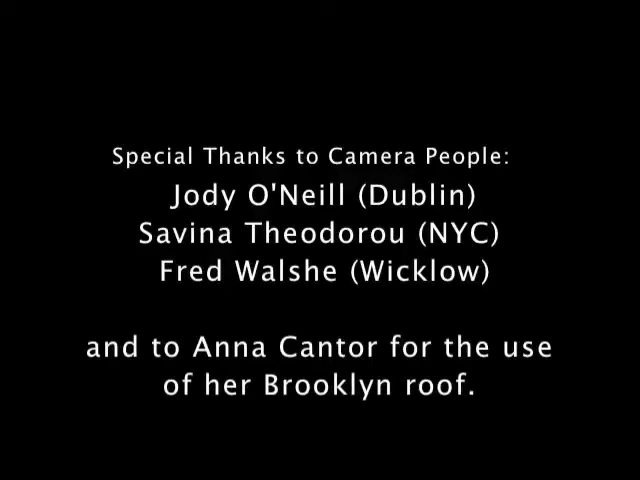 Special Thanks to Camera People:
Jody O'Neill (Dublin)
Savina Theodorou (NYC)
Fred Walshe (Wicklow)
and to Anna Cantor for the use
of her Brooklyn roof.